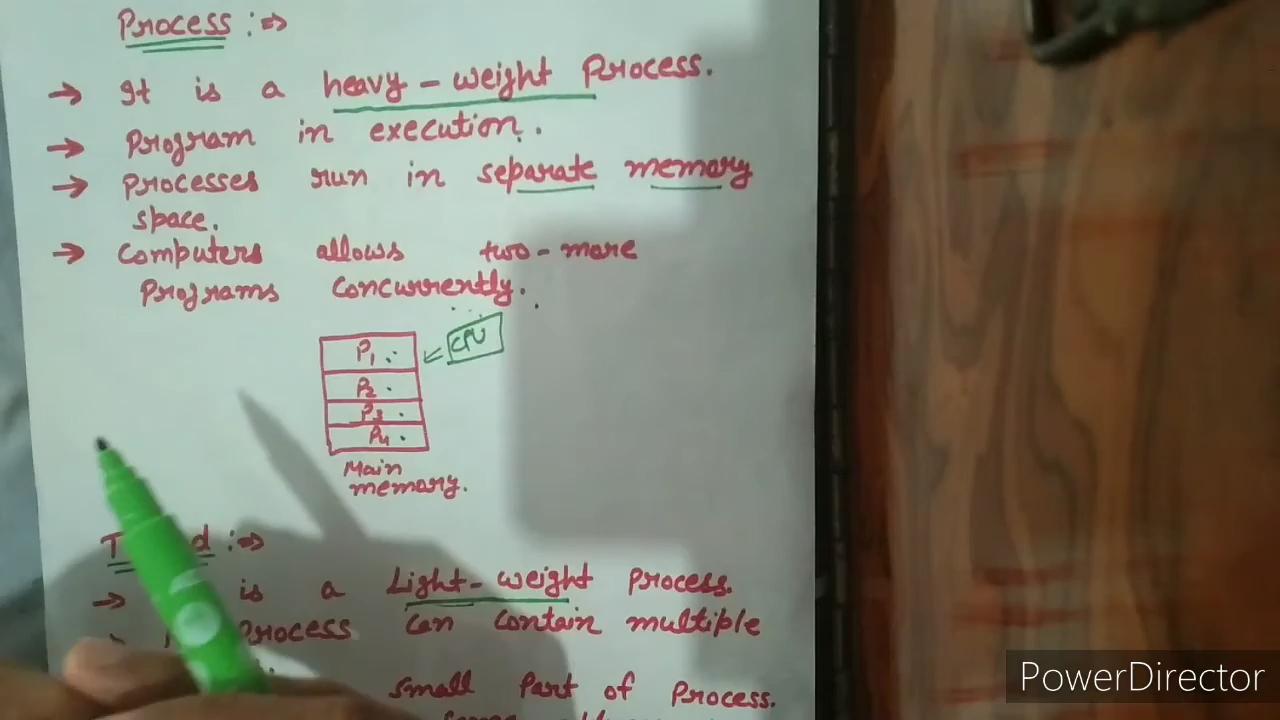 Process :⇒
→ It is a heavy-weight Process.
→ Program in execution.
→ Processes run in separate memory
space.
→ Computers allows two-more
Programs concurrently.
CPU
P1
P2
P3
P4
Main
memory.
:⇒
→ is a Light-weight Process.
Process can contain multiple
small Part of Process.
PowerDirector